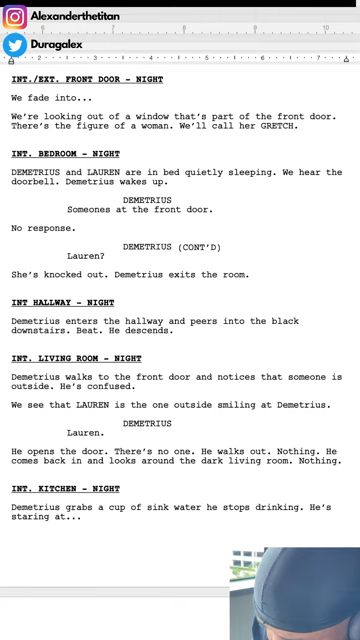 Alexanderthetitan
Duragalex
INT./EXT. FRONT DOOR – NIGHT
We fade into...
We're looking out of a window that's part of the front door.
There's the figure of a woman. We'll call her GRETCH.
INT. BEDROOM – NIGHT
DEMETRIUS and LAUREN are in bed quietly sleeping. We hear the
doorbell. Demetrius wakes up.
DEMETRIUS
Someones at the front door.
No response.
DEMETRIUS (CONT'D)
Lauren?
She's knocked out. Demetrius exits the room.
INT HALLWAY – NIGHT
Demetrius enters the hallway and peers into the black
downstairs. Beat. He descends.
INT. LIVING ROOM – NIGHT
Demetrius walks to the front door and notices that someone is
outside. He's confused.
We see that LAUREN is the one outside smiling at Demetrius.
DEMETRIUS
Lauren.
He opens the door. There's no one. He walks out. Nothing. He
comes back in and looks around the dark living room. Nothing.
INT. KITCHEN – NIGHT
Demetrius grabs a cup of sink water he stops drinking. He's
staring at...